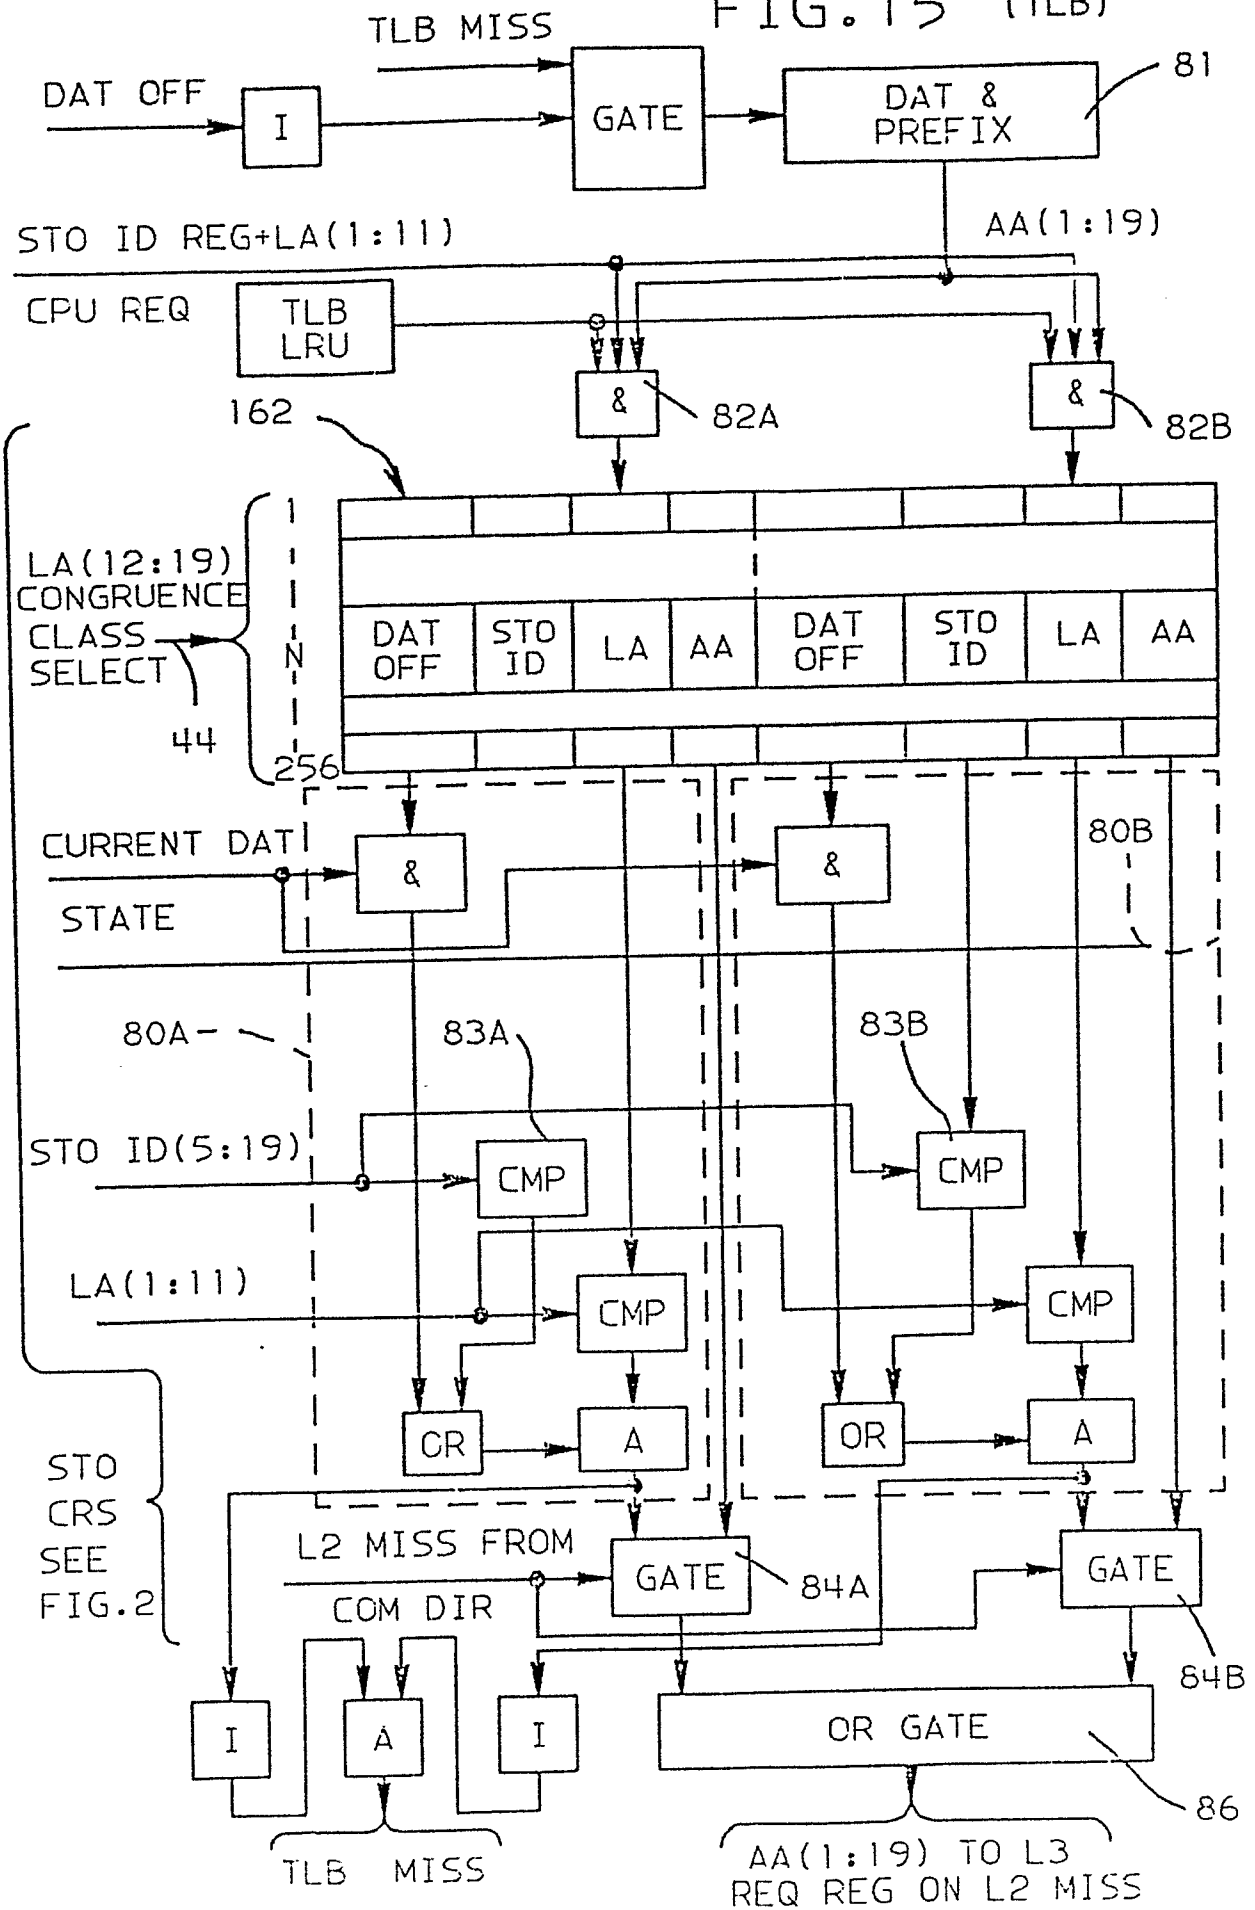 FIG.15 (TLB)
TLB MISS
DAT OFF
I
GATE
DAT &
PREFIX
81
STO ID REG+LA(1:11)
AA(1:19)
CPU REQ
TLB
LRU
&
82A
&
82B
162
1
LA(12:19)
CONGRUENCE
CLASS
SELECT
44
N
256
DAT
OFF
STO
ID
LA
AA
DAT
OFF
STO
ID
LA
AA
CURRENT DAT
STATE
&
&
80B
80A
83A
83B
STO ID(5:19)
CMP
CMP
LA(1:11)
CMP
CMP
OR
A
OR
A
STO
CRS
SEE
FIG.2
L2 MISS FROM
COM DIR
GATE
84A
GATE
84B
I
A
I
OR GATE
86
TLB MISS
AA(1:19) TO L3
REQ REG ON L2 MISS